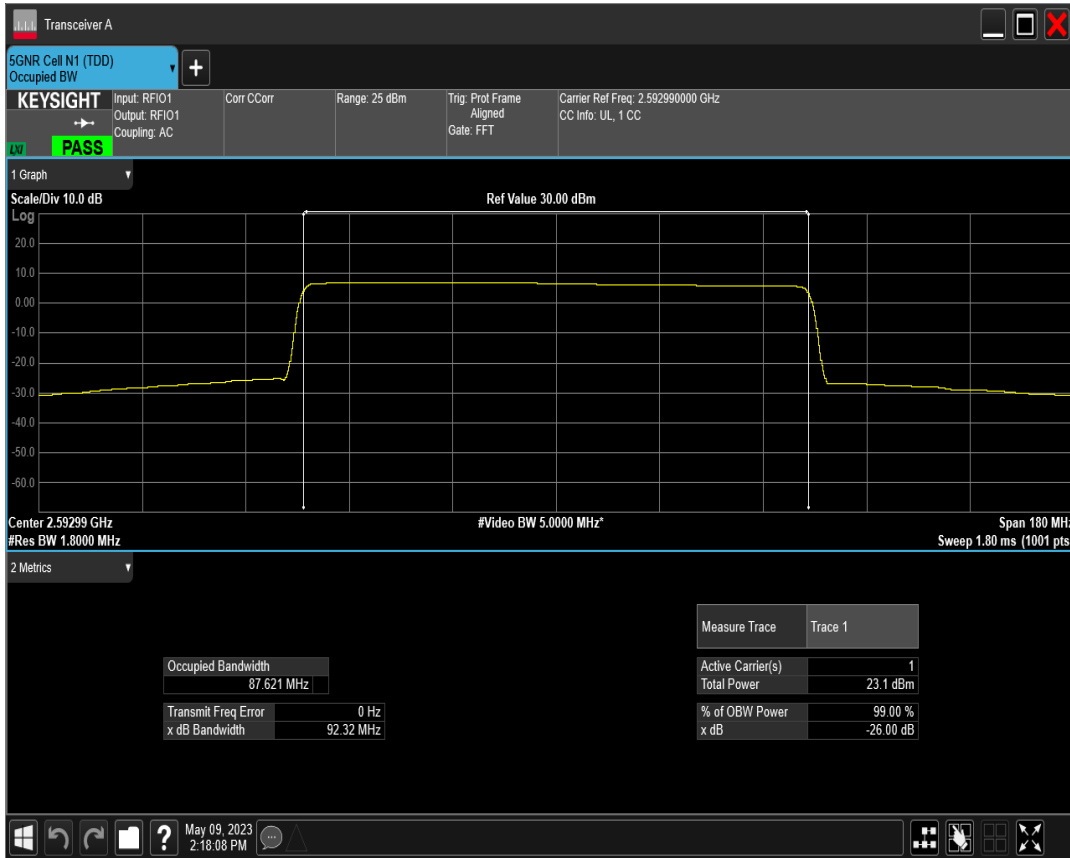 Transceiver A
5GNR Cell N1 (TDD)
Occupied BW
+
KEYSIGHT
LXI
PASS
Input: RFIO1
Output: RFIO1
Coupling: AC
Corr CCorr
Range: 25 dBm
Trig: Prot Frame
Aligned
Gate: FFT
Carrier Ref Freq: 2.592990000 GHz
CC Info: UL, 1 CC
1 Graph
Scale/Div 10.0 dB
Ref Value 30.00 dBm
Log
20.0
10.0
0.00
-10.0
-20.0
-30.0
-40.0
-50.0
-60.0
Center 2.59299 GHz
#Video BW 5.0000 MHz*
Span 180 MHz
#Res BW 1.8000 MHz
Sweep 1.80 ms (1001 pts
2 Metrics
Measure Trace Trace 1
Occupied Bandwidth
87.621 MHz
Active Carrier(s) 1
Total Power 23.1 dBm
Transmit Freq Error 0 Hz
x dB Bandwidth 92.32 MHz
% of OBW Power 99.00 %
x dB -26.00 dB
?
May 09, 2023
2:18:08 PM